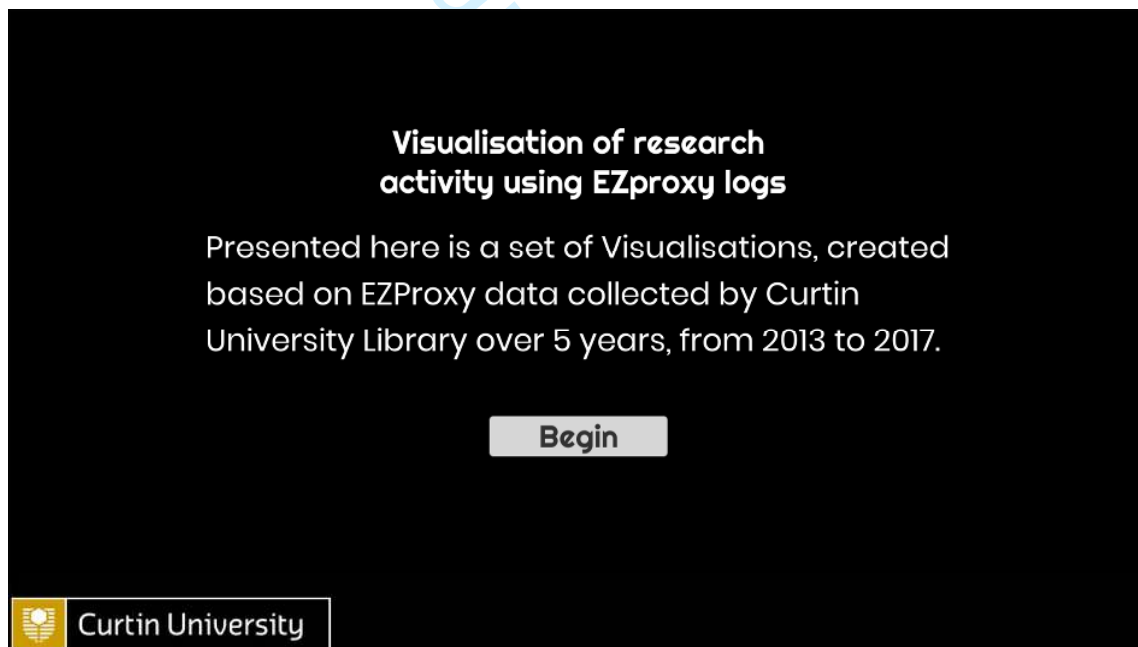 Visualisation of research
activity using EZproxy logs
Presented here is a set of Visualisations, created
based on EZProxy data collected by Curtin
University Library over 5 years, from 2013 to 2017.
Begin
Curtin University